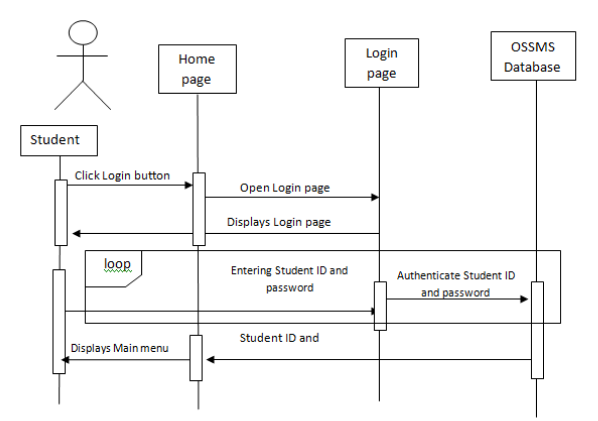 Home
page
Login
page
OSSMS
Database
Student
Click Login button
Open Login page
Displays Login page
loop
Entering Student ID and
password
Authenticate Student ID
and password
Student ID and
Displays Main menu